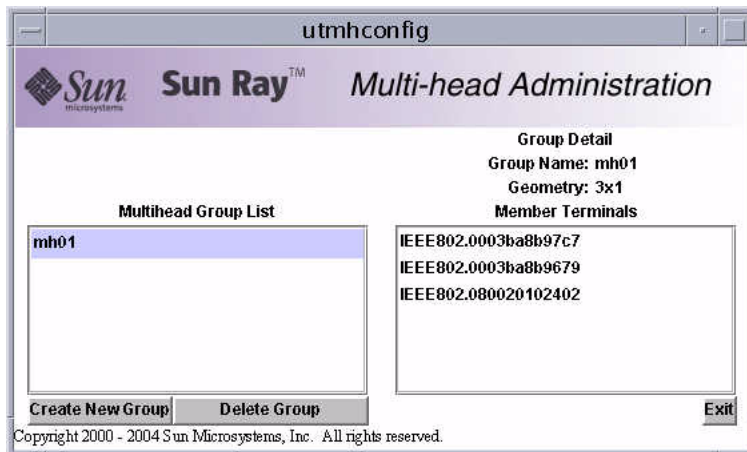 utmhconfig
Sun microsystems Sun Ray™ Multi-head Administration
Group Detail
Group Name: mh01
Geometry: 3x1
Multihead Group List
Member Terminals
mh01
IEEE802.0003ba8b97c7
IEEE802.0003ba8b9679
IEEE802.080020102402
Create New Group
Delete Group
Exit
Copyright 2000 - 2004 Sun Microsystems, Inc. All rights reserved.